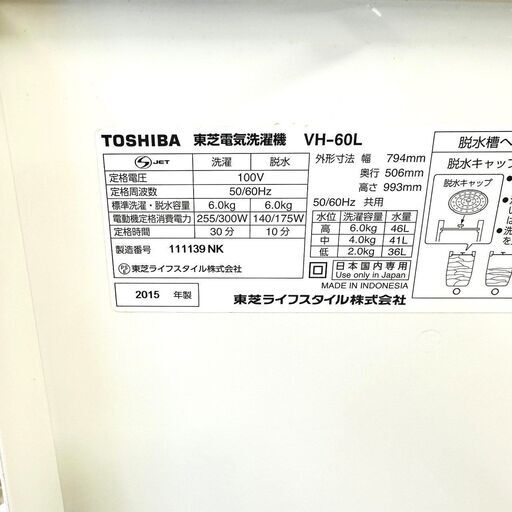 TOSHIBA 東芝電気洗濯機 VH-60L
S JET 洗濯 脱水
定格電圧 100V
定格周波数 50/60Hz
標準洗濯・脱水容量 6.0kg 6.0kg
電動機定格消費電力 255/300W 140/175W
定格時間 30分 10分
製造番号 111139 NK
東芝ライフスタイル株式会社
2015 年製
外形寸法 幅 794mm
奥行 506mm
高さ 993mm
50/60Hz 共用
水位 洗濯容量 水量
高 6.0kg 46L
中 4.0kg 41L
低 2.0kg 36L
日本国内専用
Use only in Japan
MADE IN INDONESIA
東芝ライフスタイル株式会社
脱水槽へ
脱水キャップ
脱水キャップ